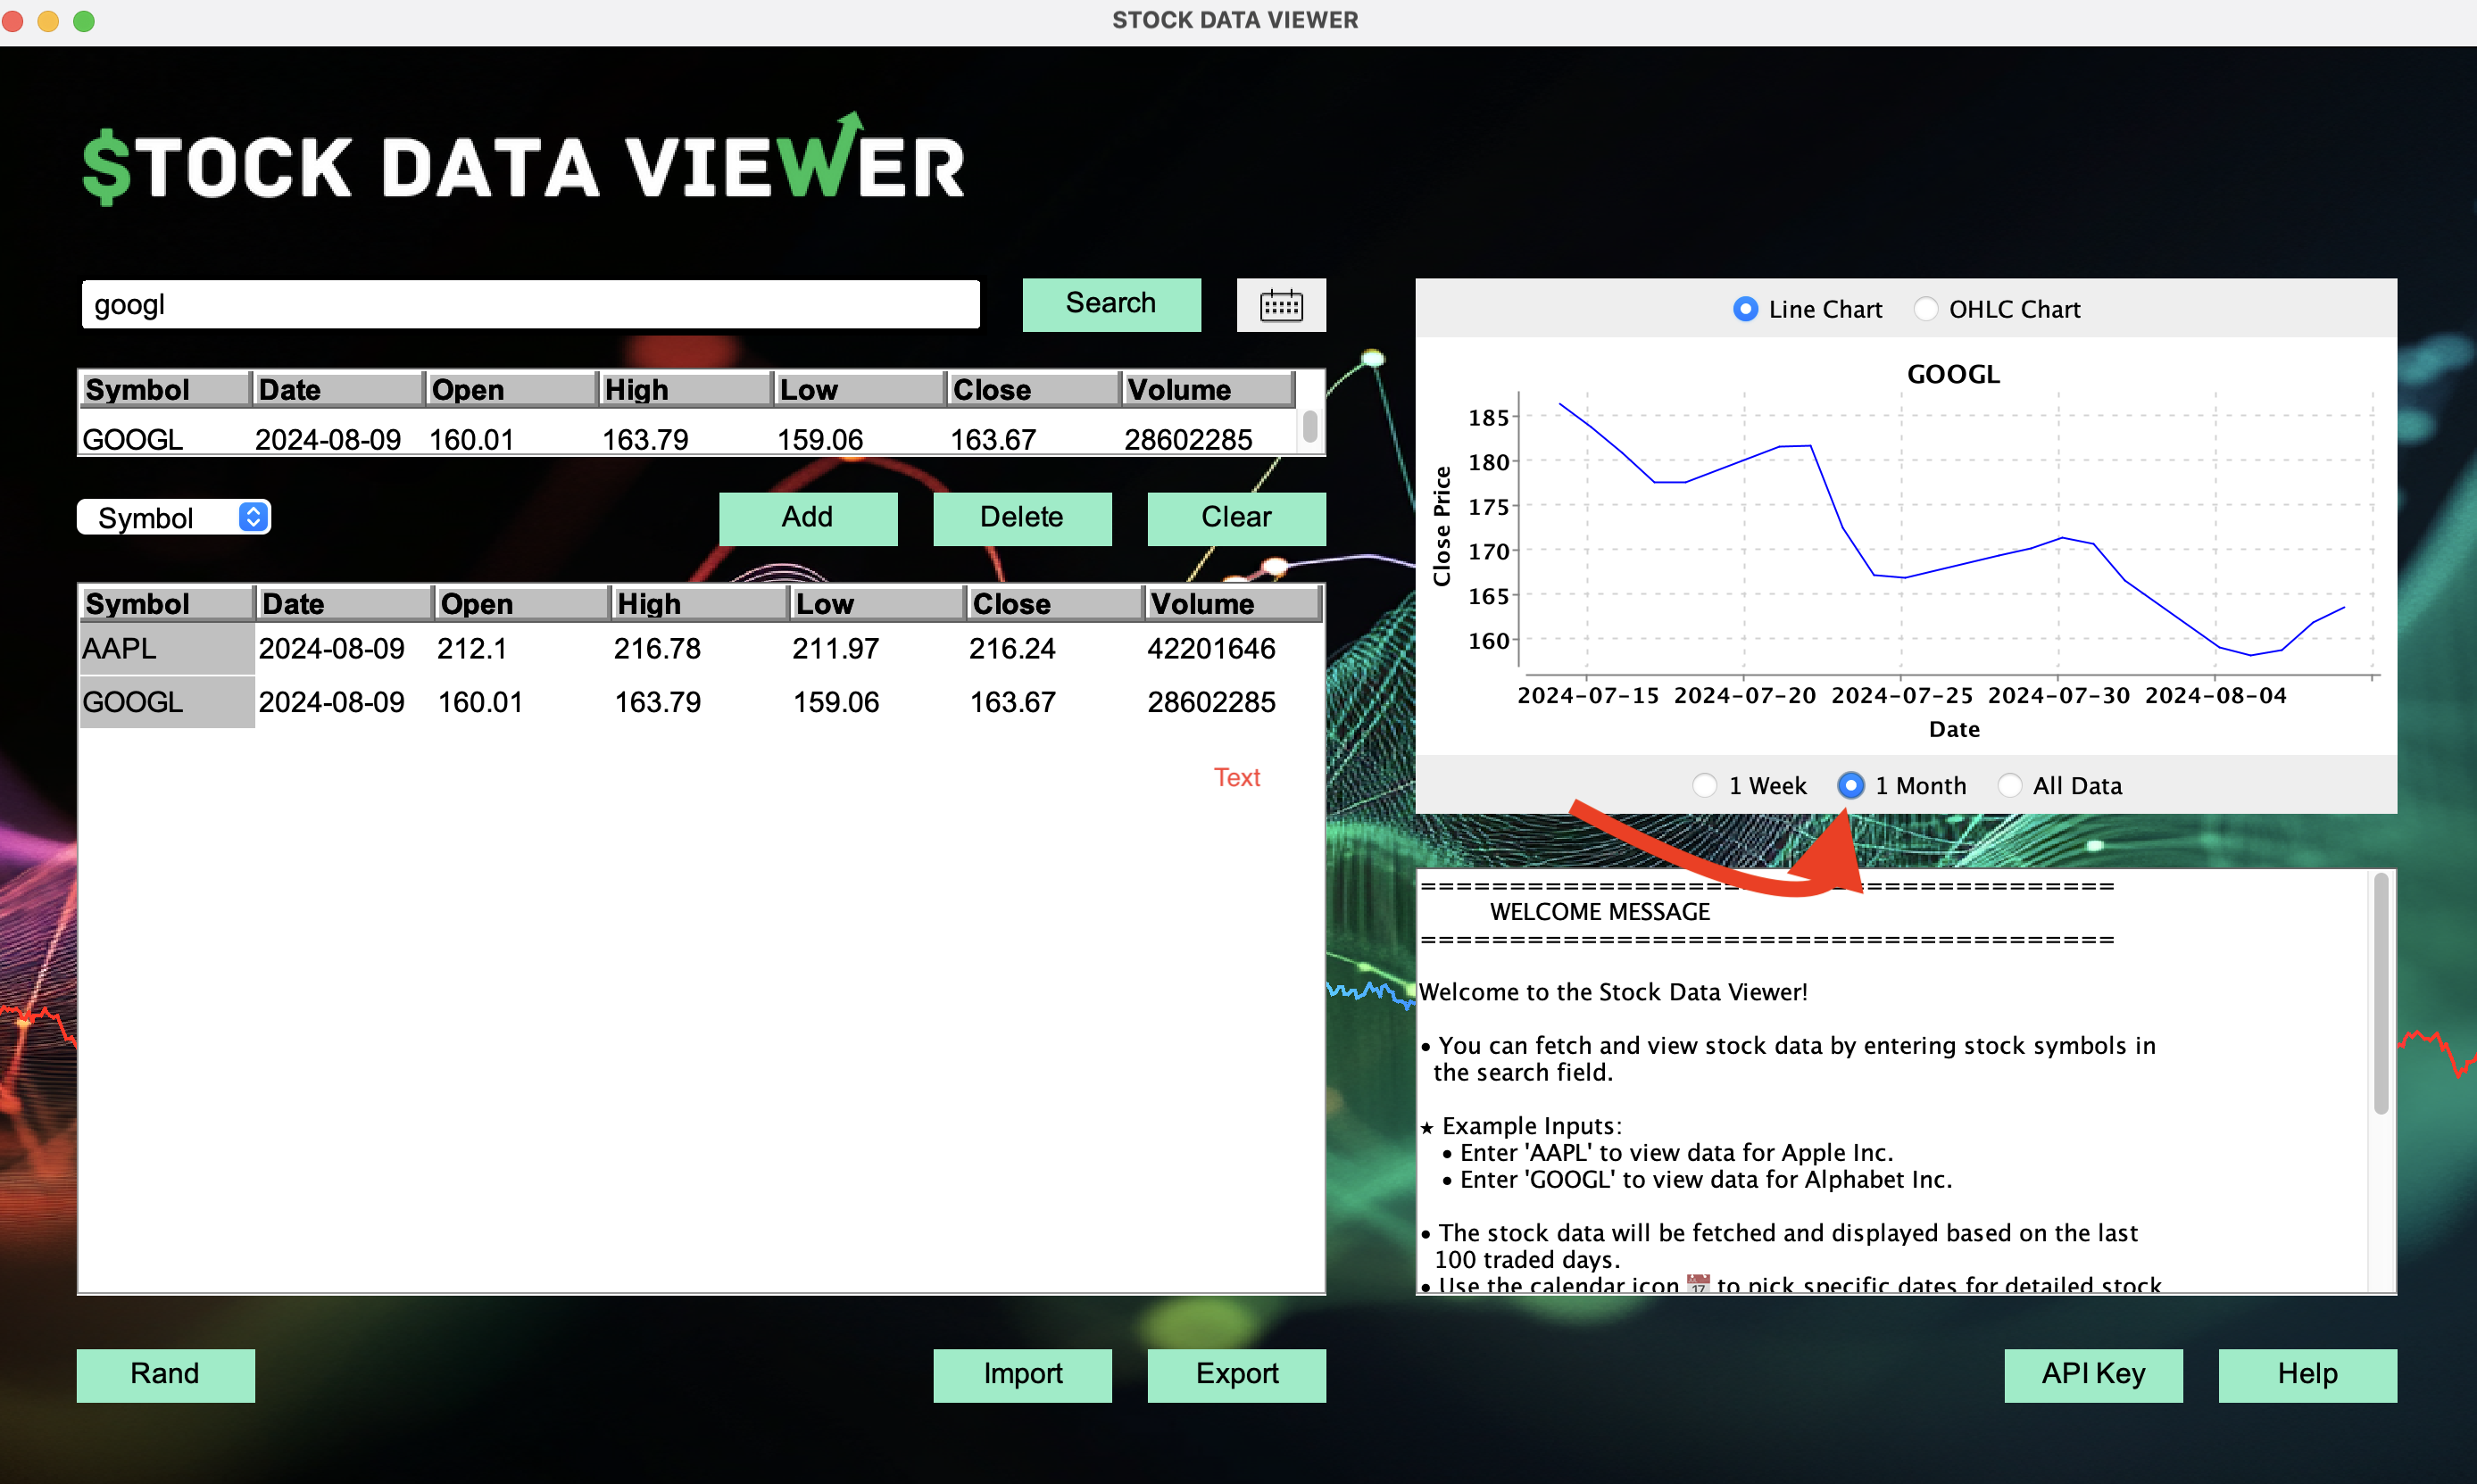 STOCK DATA VIEWER
$TOCK DATA VIEWER
googl
Search
Symbol Date Open High Low Close Volume
GOOGL 2024-08-09 160.01 163.79 159.06 163.67 28602285
Symbol
Add
Delete
Clear
Symbol Date Open High Low Close Volume
AAPL 2024-08-09 212.1 216.78 211.97 216.24 42201646
GOOGL 2024-08-09 160.01 163.79 159.06 163.67 28602285
Text
Line Chart
OHLC Chart
GOOGL
Close Price
185
180
175
170
165
160
2024-07-15 2024-07-20 2024-07-25 2024-07-30 2024-08-04
Date
1 Week
1 Month
All Data
WELCOME MESSAGE
Welcome to the Stock Data Viewer!
• You can fetch and view stock data by entering stock symbols in
the search field.
★ Example Inputs:
• Enter 'AAPL' to view data for Apple Inc.
• Enter 'GOOGL' to view data for Alphabet Inc.
• The stock data will be fetched and displayed based on the last
100 traded days.
• Use the calendar icon 📅 to pick specific dates for detailed stock
Rand
Import
Export
API Key
Help